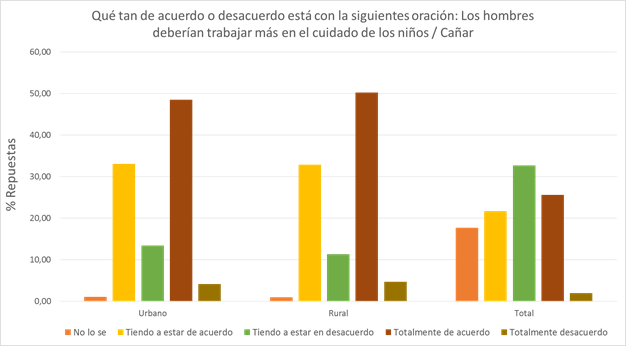 Qué tan de acuerdo o desacuerdo está con la siguientes oración: Los hombres
deberían trabajar más en el cuidado de los niños / Cañar
% Repuestas
60,00
50,00
40,00
30,00
20,00
10,00
0,00
Urbano Rural Total
No lo se Tiendo a estar de acuerdo Tiendo a estar en desacuerdo Totalmente de acuerdo Totalmente desacuerdo